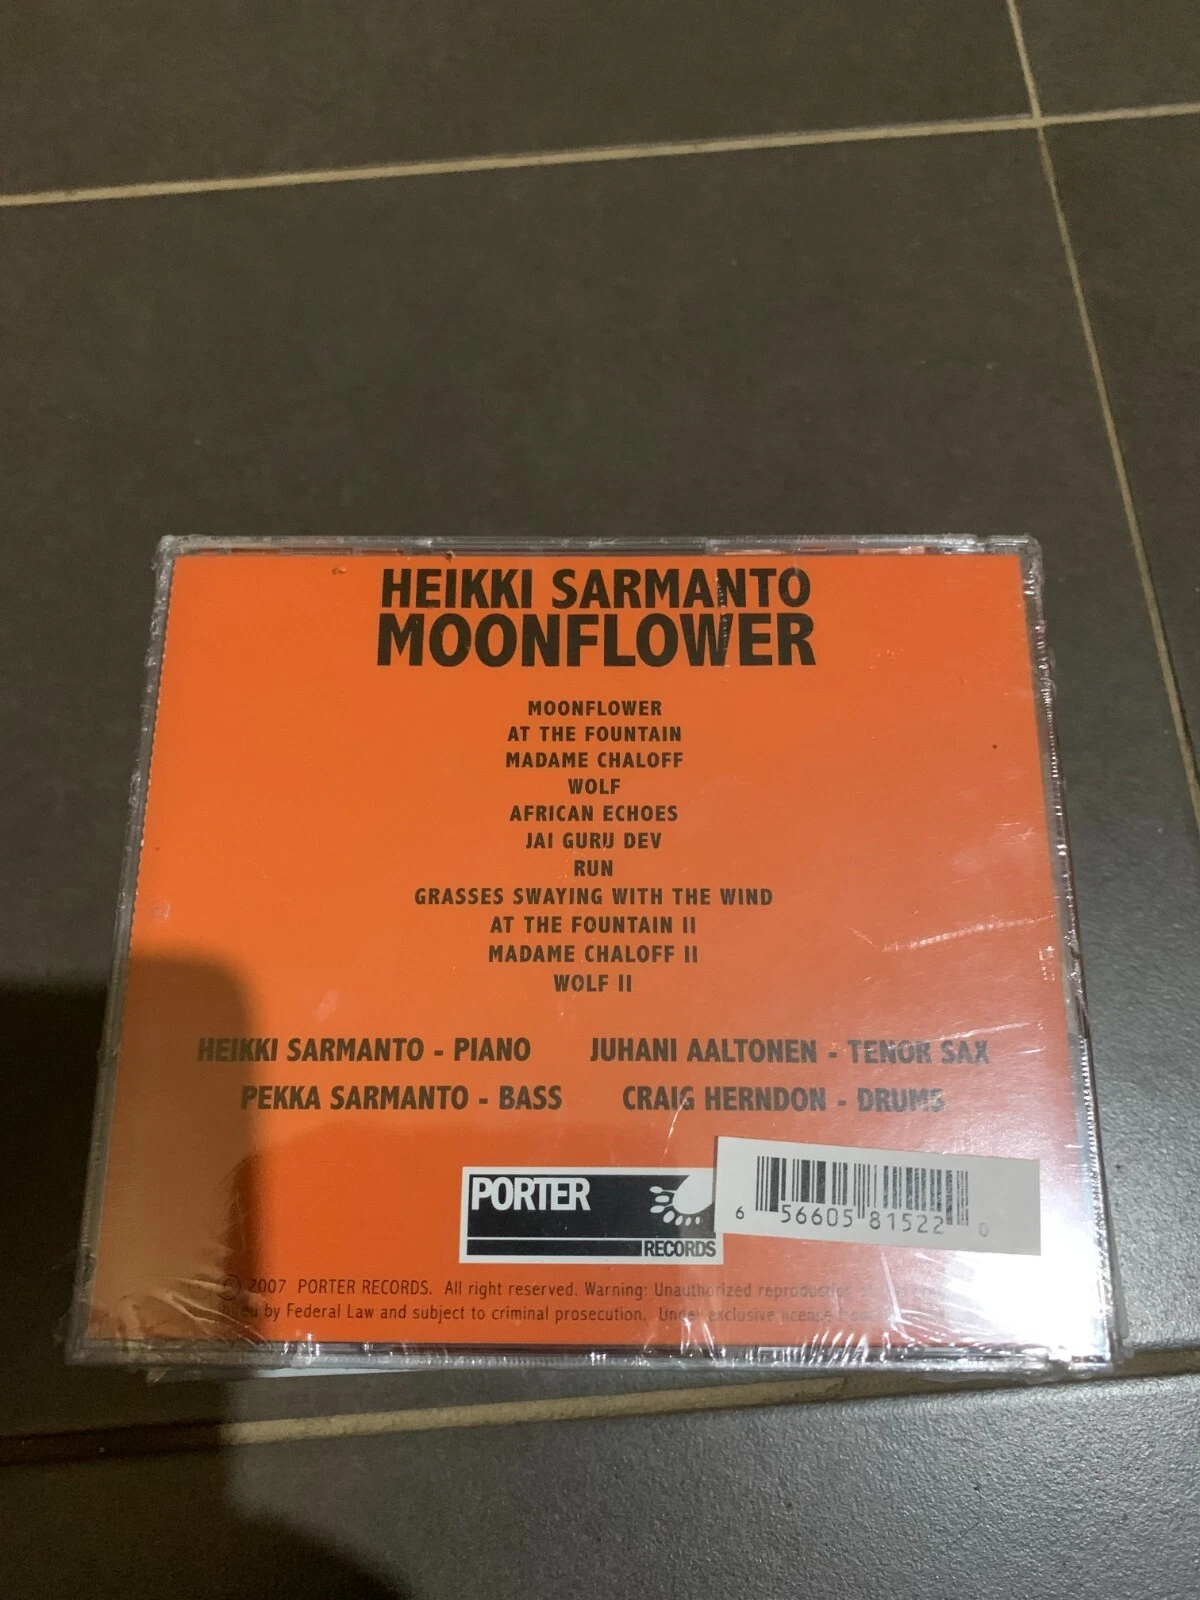 HEIKKI SARMANTO
MOONFLOWER
MOONFLOWER
AT THE FOUNTAIN
MADAME CHALOFF
WOLF
AFRICAN ECHOES
JAI GURU DEV
RUN
GRASSES SWAYING WITH THE WIND
AT THE FOUNTAIN II
MADAME CHALOFF II
WOLF II
HEIKKI SARMANTO - PIANO JUHANI AALTONEN - TENOR SAX
PEKKA SARMANTO - BASS CRAIG HERNDON - DRUMS
PORTER
RECORDS
6 56605 81522 0
© 2007 PORTER RECORDS. All right reserved. Warning: Unauthorized reproduction
by Federal Law and subject to criminal prosecution. Under exclusive license from